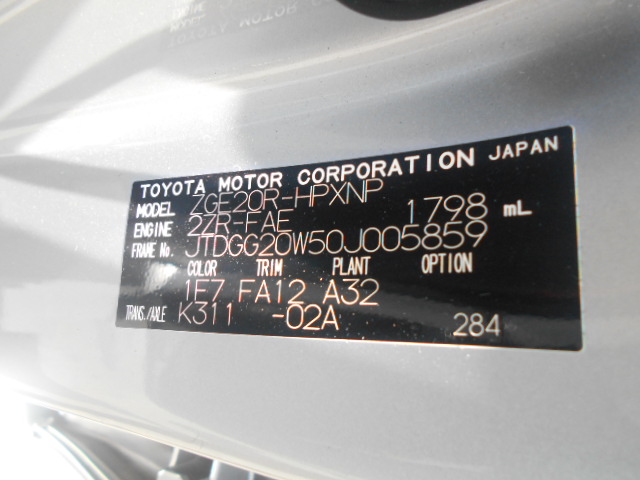 TOYOTA MOTOR CORPORATION JAPAN
MODEL ZGE20R-HPXNP
ENGINE 2ZR-FAE 1798 mL
FRAME No. JTDGG20W50J005859
COLOR TRIM PLANT OPTION
1F7 FA12 A32
TRANS./AXLE K311 -02A 284